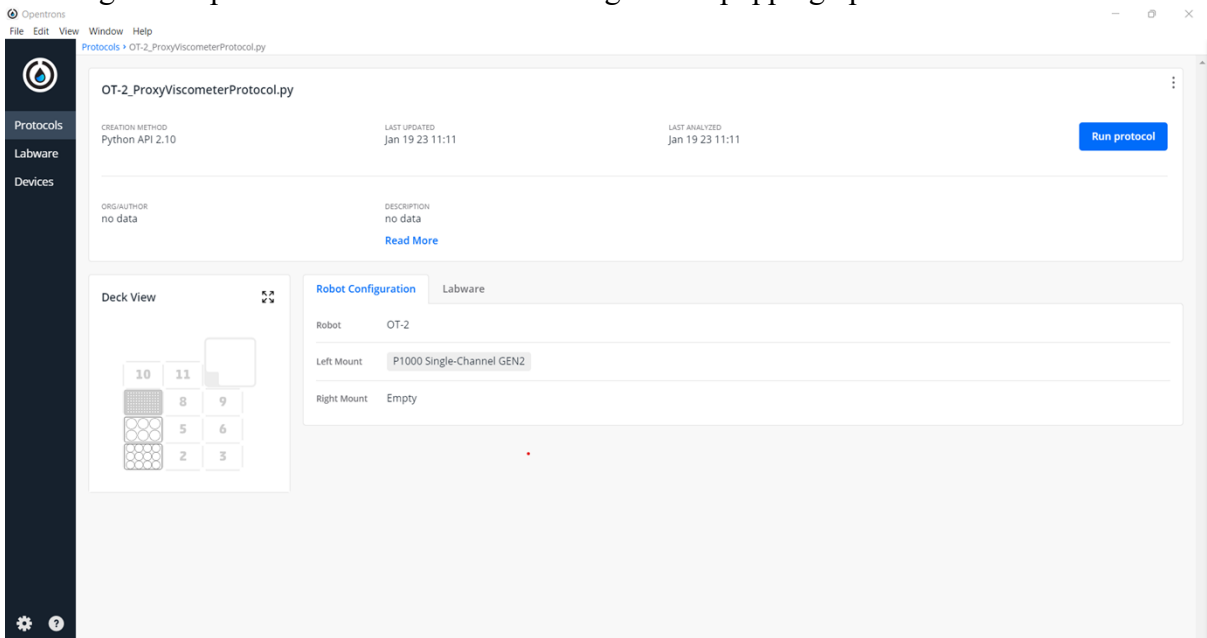 Opentrons
File Edit View Window Help
Protocols › OT-2_ProxyViscometerProtocol.py
OT-2_ProxyViscometerProtocol.py
Protocols
Labware
Devices
CREATION METHOD
Python API 2.10
LAST UPDATED
Jan 19 23 11:11
LAST ANALYZED
Jan 19 23 11:11
Run protocol
ORG/AUTHOR
no data
DESCRIPTION
no data
Read More
Deck View
10 11
8 9
5 6
2 3
Robot Configuration Labware
Robot OT-2
Left Mount P1000 Single-Channel GEN2
Right Mount Empty